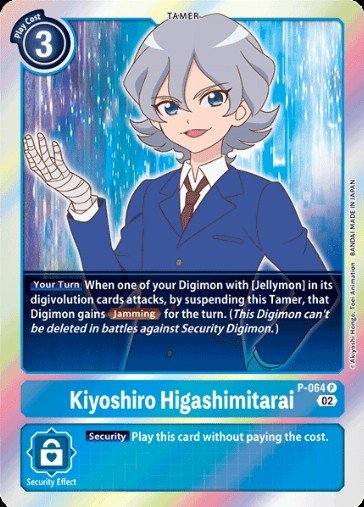 TAMER
Play Cost
3
Your Turn When one of your Digimon with [Jellymon] in its
digivolution cards attacks, by suspending this Tamer, that
Digimon gains Jamming for the turn. (This Digimon can't
be deleted in battles against Security Digimon.)
©Akiyoshi Hongo, Toei Animation BANDAI MADE IN JAPAN
P-064 P
Kiyoshiro Higashimitarai
02
Security Play this card without paying the cost.
Security Effect